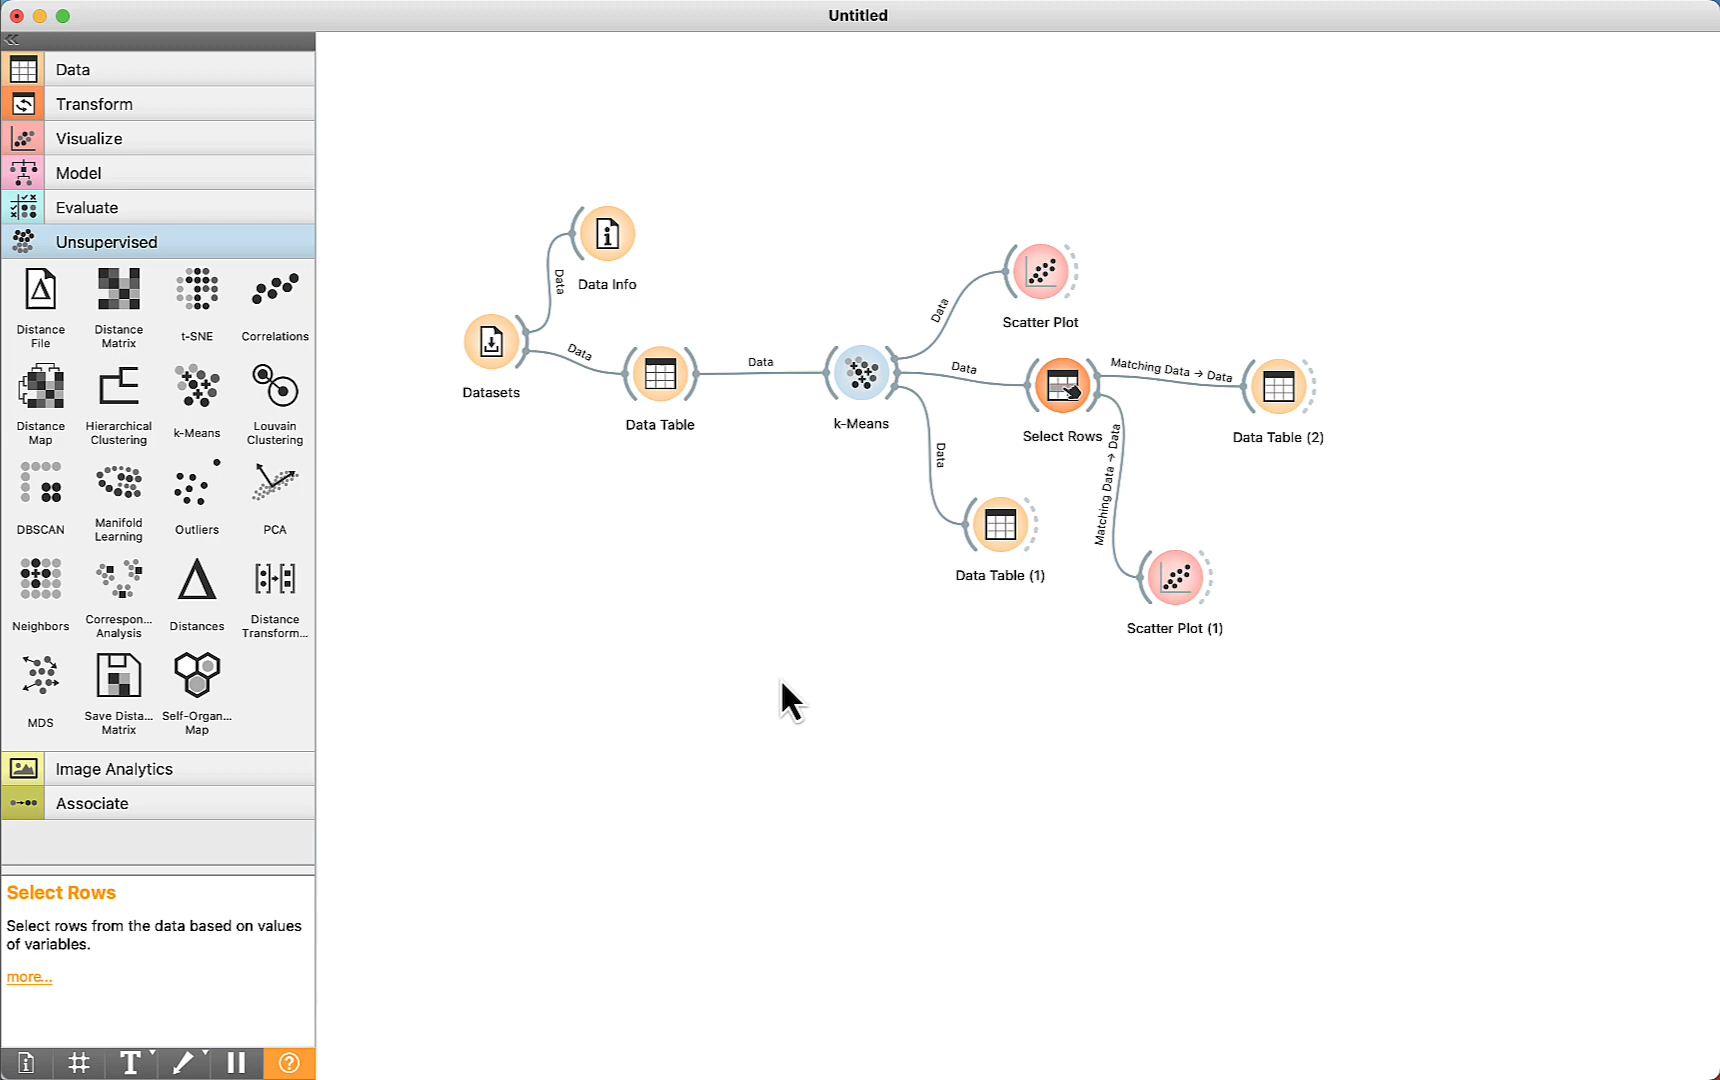 Untitled
Data
Transform
Visualize
Model
Evaluate
Unsupervised
Distance
File
Distance
Matrix
t-SNE
Correlations
Distance
Map
Hierarchical
Clustering
k-Means
Louvain
Clustering
DBSCAN
Manifold
Learning
Outliers
PCA
Neighbors
Correspon...
Analysis
Distances
Distance
Transform...
MDS
Save Dista...
Matrix
Self-Organ...
Map
Image Analytics
Associate
Select Rows
Select rows from the data based on values
of variables.
more...
Data Info
Data
Datasets
Data
Data Table
Data
k-Means
Data
Scatter Plot
Data
Select Rows
Matching Data → Data
Data Table (2)
Data
Data Table (1)
Matching Data → Data
Scatter Plot (1)